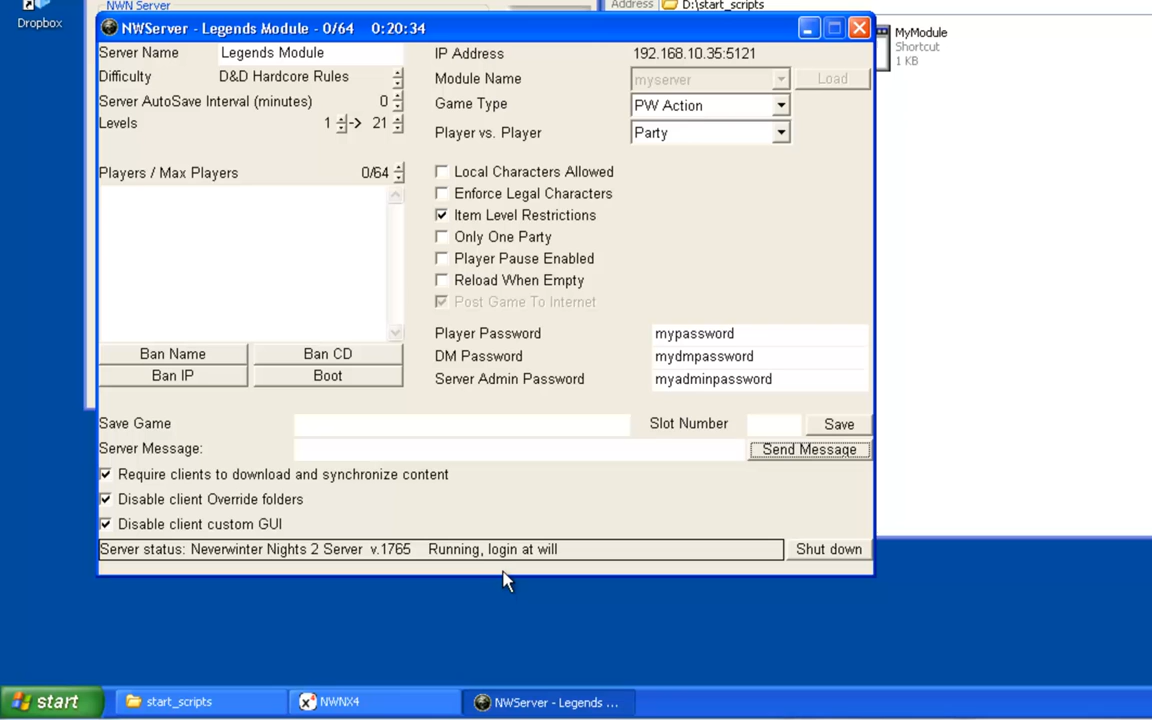 Dropbox
NWN Server
Address D:\start_scripts
NWServer - Legends Module - 0/64 0:20:34
Server Name Legends Module
IP Address 192.168.10.35:5121
Difficulty D&D Hardcore Rules
Module Name myserver Load
Server AutoSave Interval (minutes) 0
Game Type PW Action
Levels 1 -> 21
Player vs. Player Party
Players / Max Players 0/64
Local Characters Allowed
Enforce Legal Characters
Item Level Restrictions
Only One Party
Player Pause Enabled
Reload When Empty
Post Game To Internet
Player Password mypassword
DM Password mydmpassword
Server Admin Password myadminpassword
Ban Name Ban CD
Ban IP Boot
Save Game Slot Number Save
Server Message: Send Message
Require clients to download and synchronize content
Disable client Override folders
Disable client custom GUI
Server status: Neverwinter Nights 2 Server v.1765 Running, login at will Shut down
MyModule
Shortcut
1 KB
start start_scripts NWNX4 NWServer - Legends ...